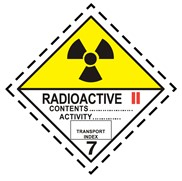 RADIOACTIVE II
CONTENTS....................
ACTIVITY....................
TRANSPORT
INDEX
7